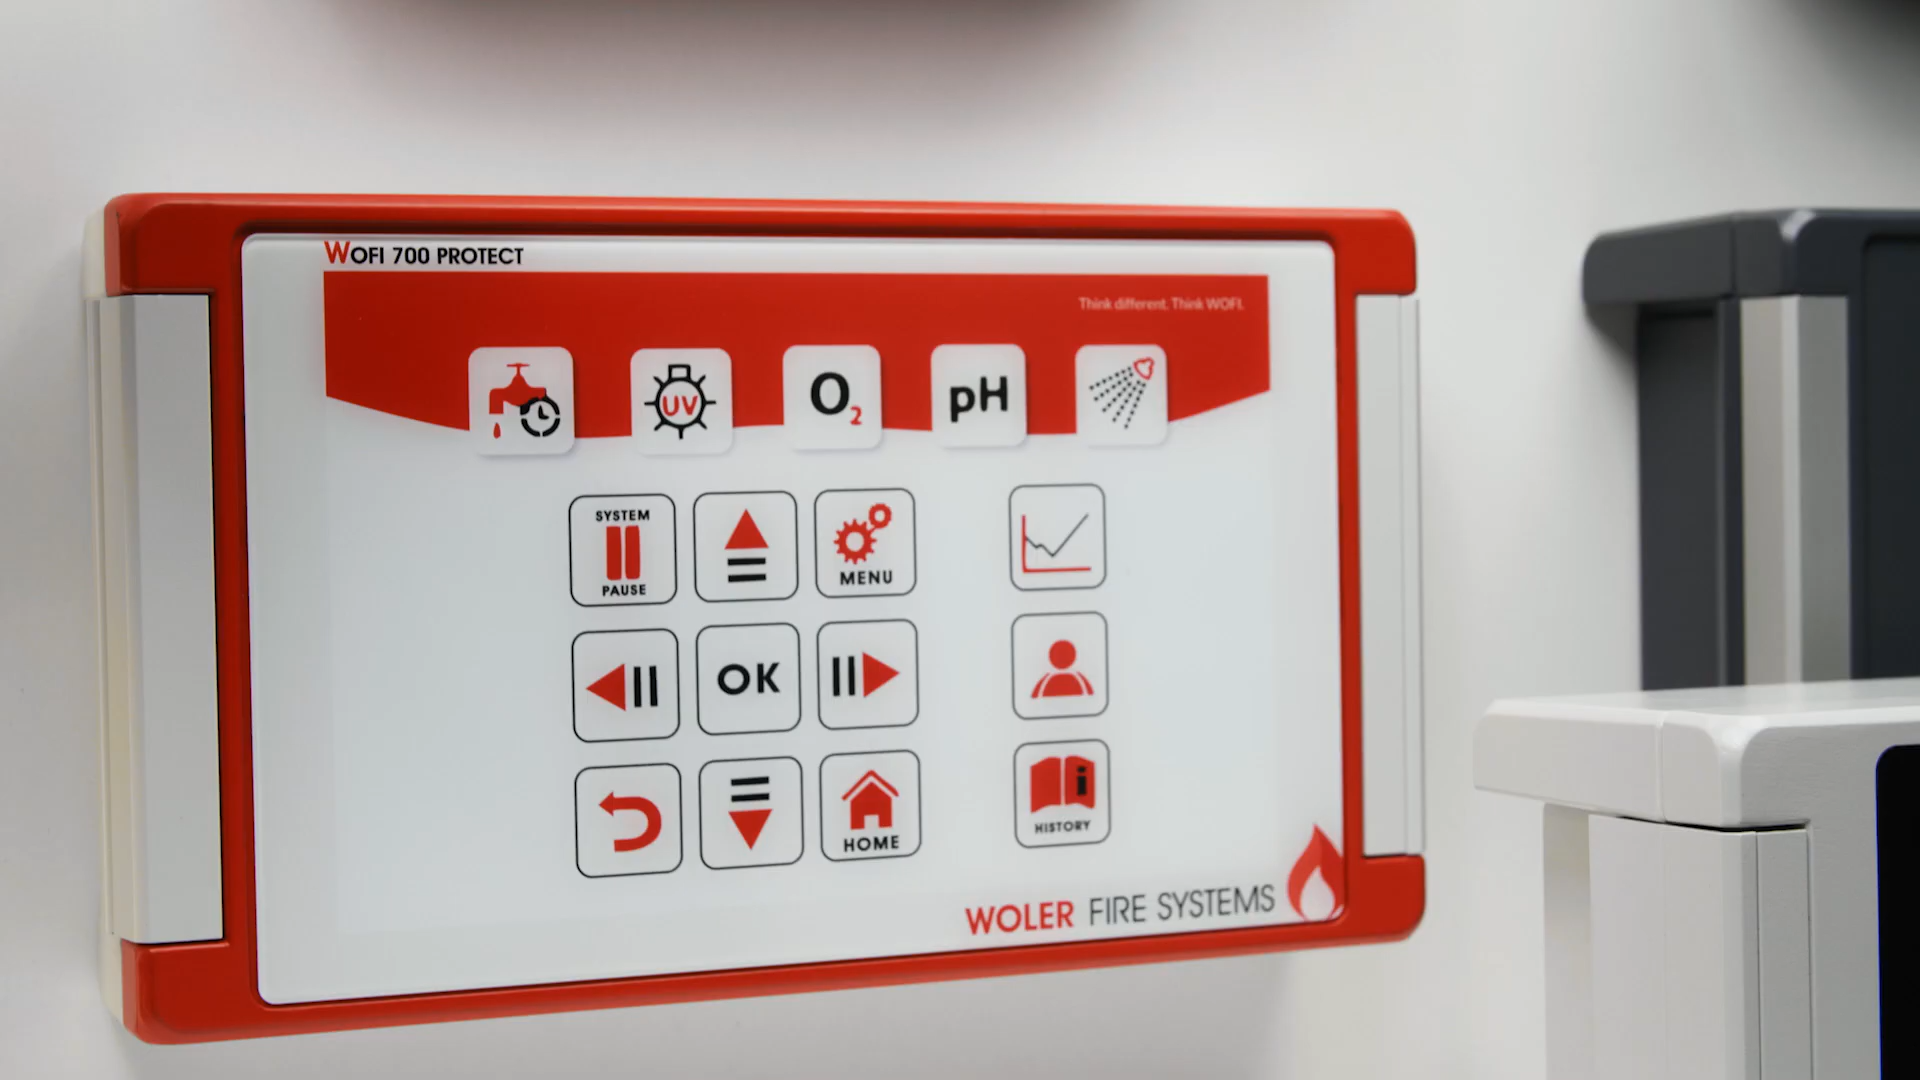 WOFI 700 PROTECT
Think different. Think WOFI.
UV
O2
pH
SYSTEM
PAUSE
MENU
OK
HOME
i
HISTORY
WOLER FIRE SYSTEMS